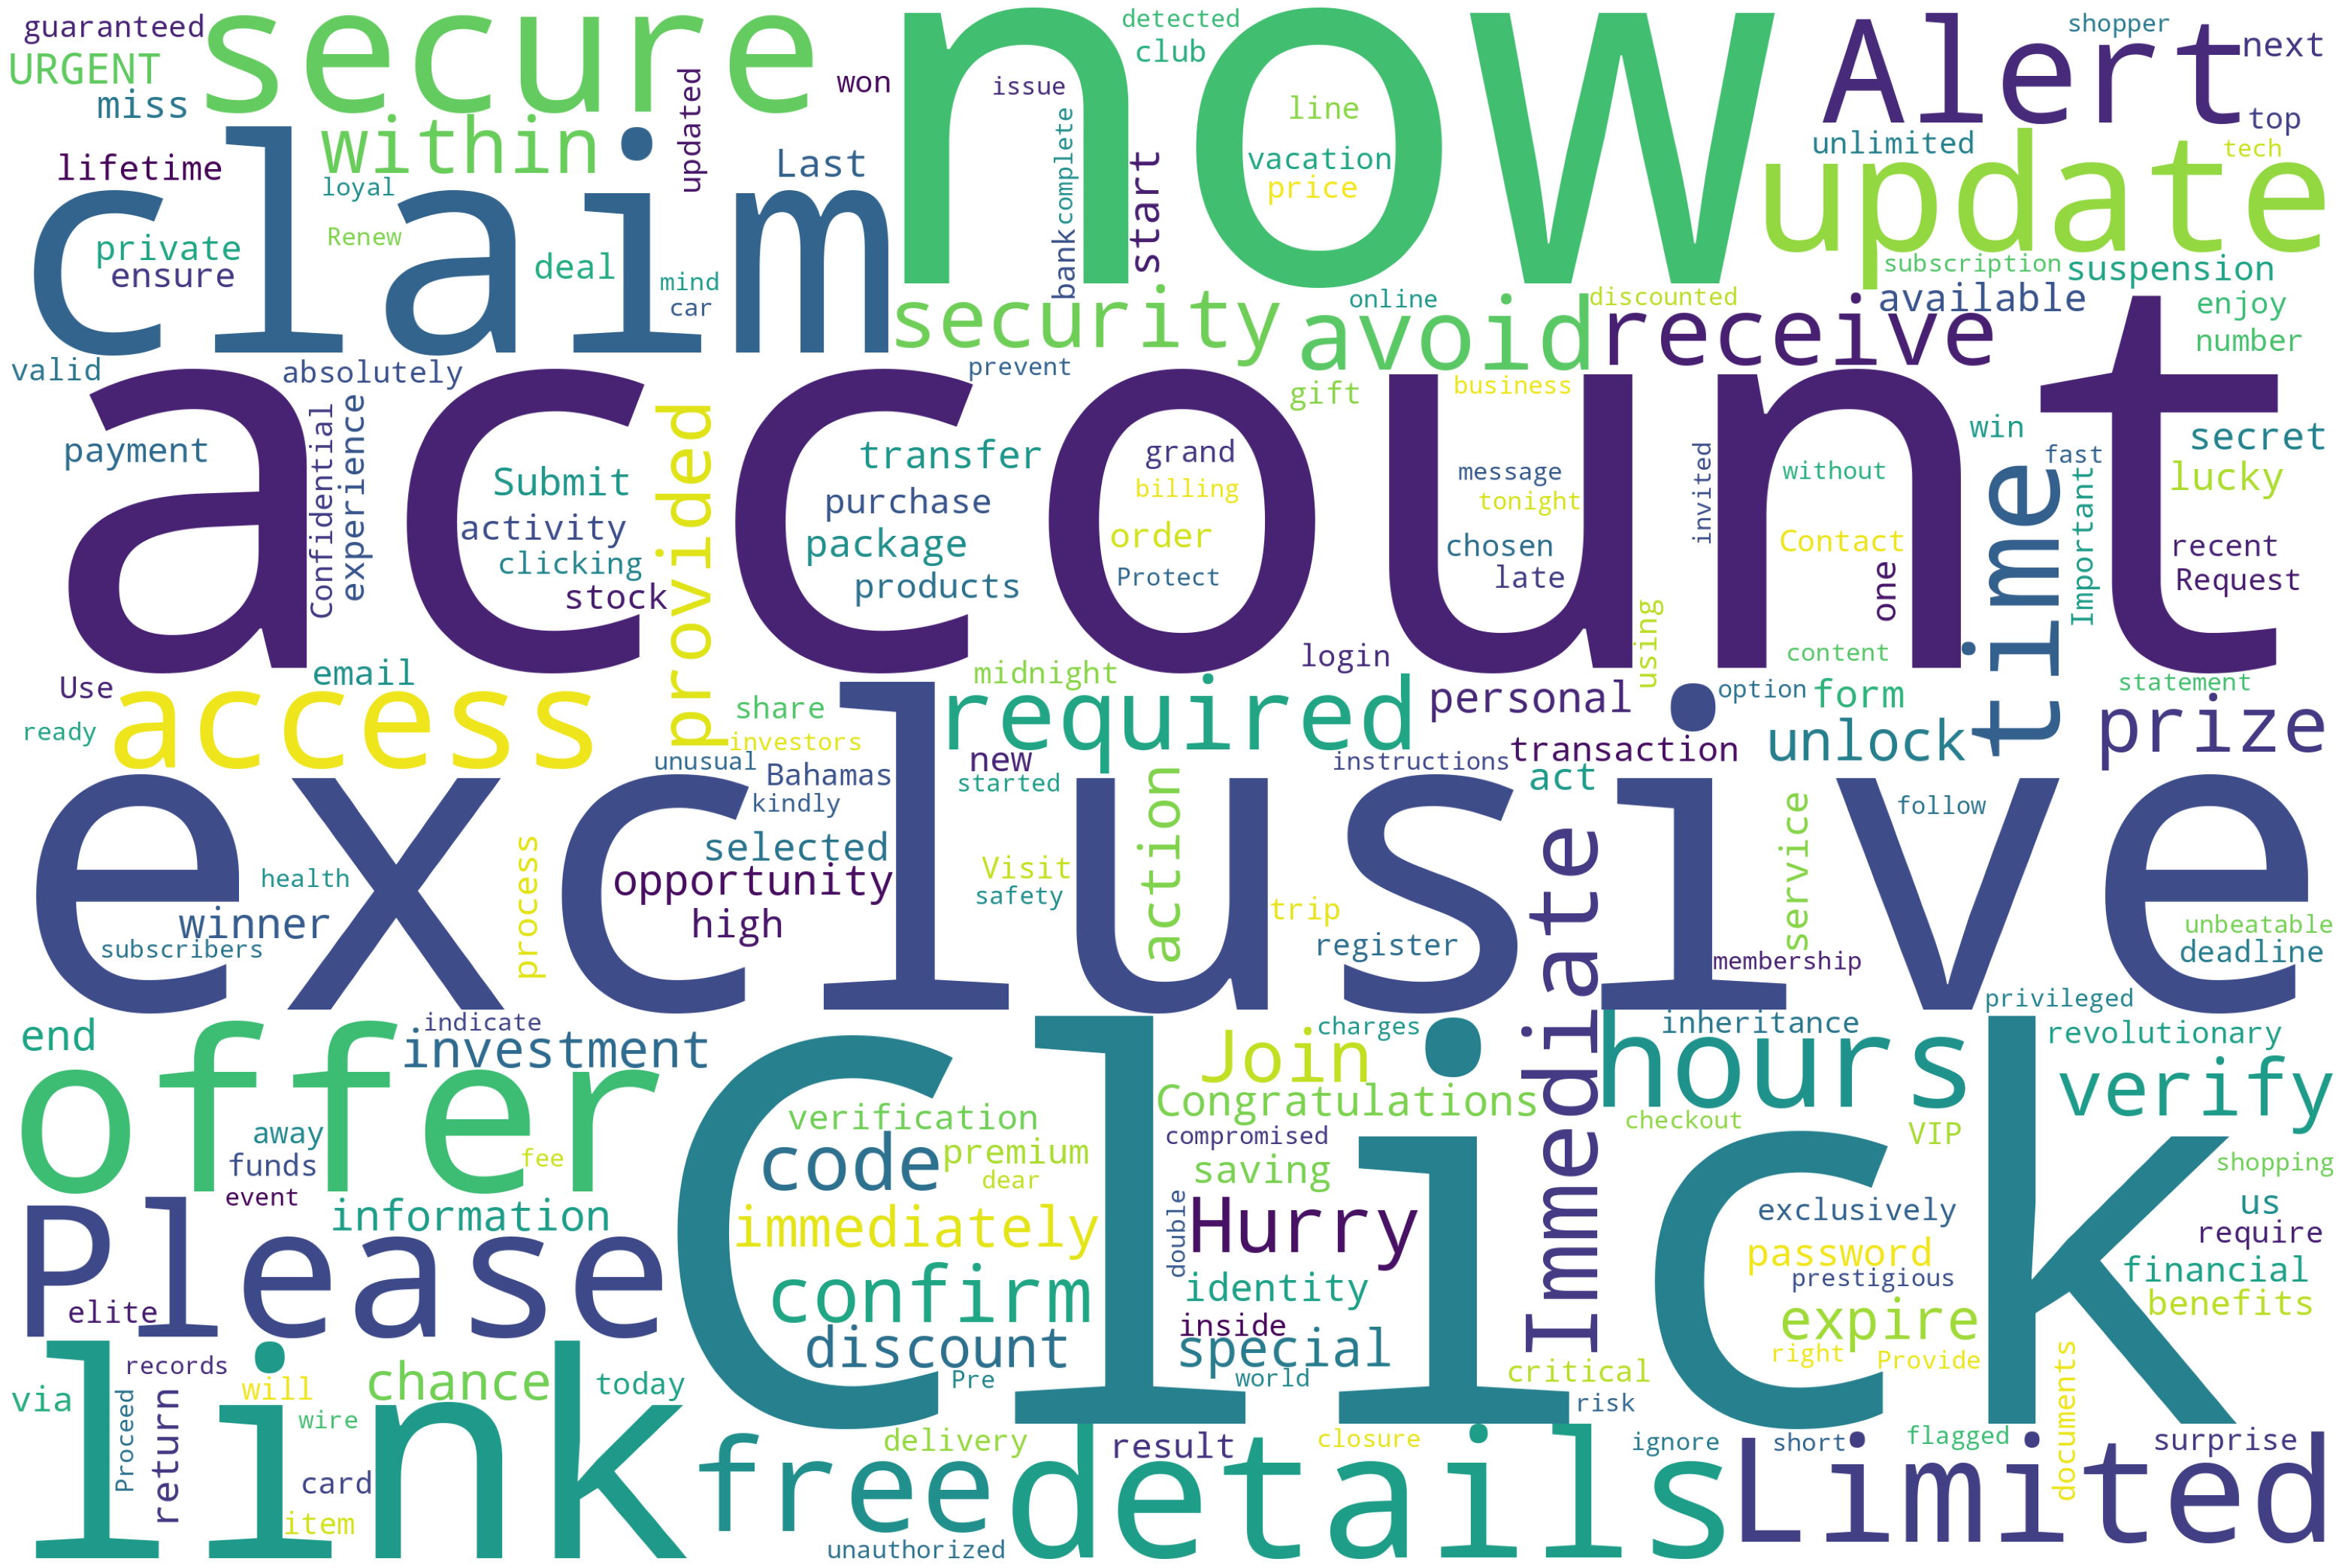 guaranteed
secure
now
detected
Alert
shopper
URGENT
club
next
miss
won
issue
line
top
claim
within
updated
Last
complete
start
vacation
unlimited
update
tech
lifetime
loyal
price
private
Renew
deal
bank
subscription
suspension
ensure
mind
car
security
online
avoid
discounted
receive
available
enjoy
number
valid
absolutely
prevent
account
gift
business
time
payment
Confidential
experience
provided
transfer
grand
message
invited
without
win
fast
secret
Submit
purchase
billing
tonight
Important
lucky
activity
package
order
chosen
Contact
recent
clicking
products
Protect
late
one
Request
stock
using
Use
email
midnight
login
content
statement
ready
access
share
required
personal
option
form
prize
investors
unusual
Bahamas
new
instructions
transaction
unlock
exclusive
kindly
started
action
act
Immediate
service
follow
selected
Visit
health
opportunity
safety
trip
winner
process
high
register
unbeatable
subscribers
membership
deadline
privileged
end
indicate
investment
Click
charges
Join
hours
inheritance
revolutionary
offer
verification
Congratulations
checkout
verify
away
code
premium
compromised
VIP
funds
fee
dear
saving
shopping
event
information
immediately
double
Hurry
exclusively
us
Please
password
require
confirm
identity
prestigious
financial
elite
inside
expire
benefits
discount
special
link
records
will
chance
today
Pre
world
critical
right
Provide
via
Proceed
return
wire
risk
documents
free
delivery
details
result
closure
ignore
short
flagged
Limited
surprise
card
item
unauthorized